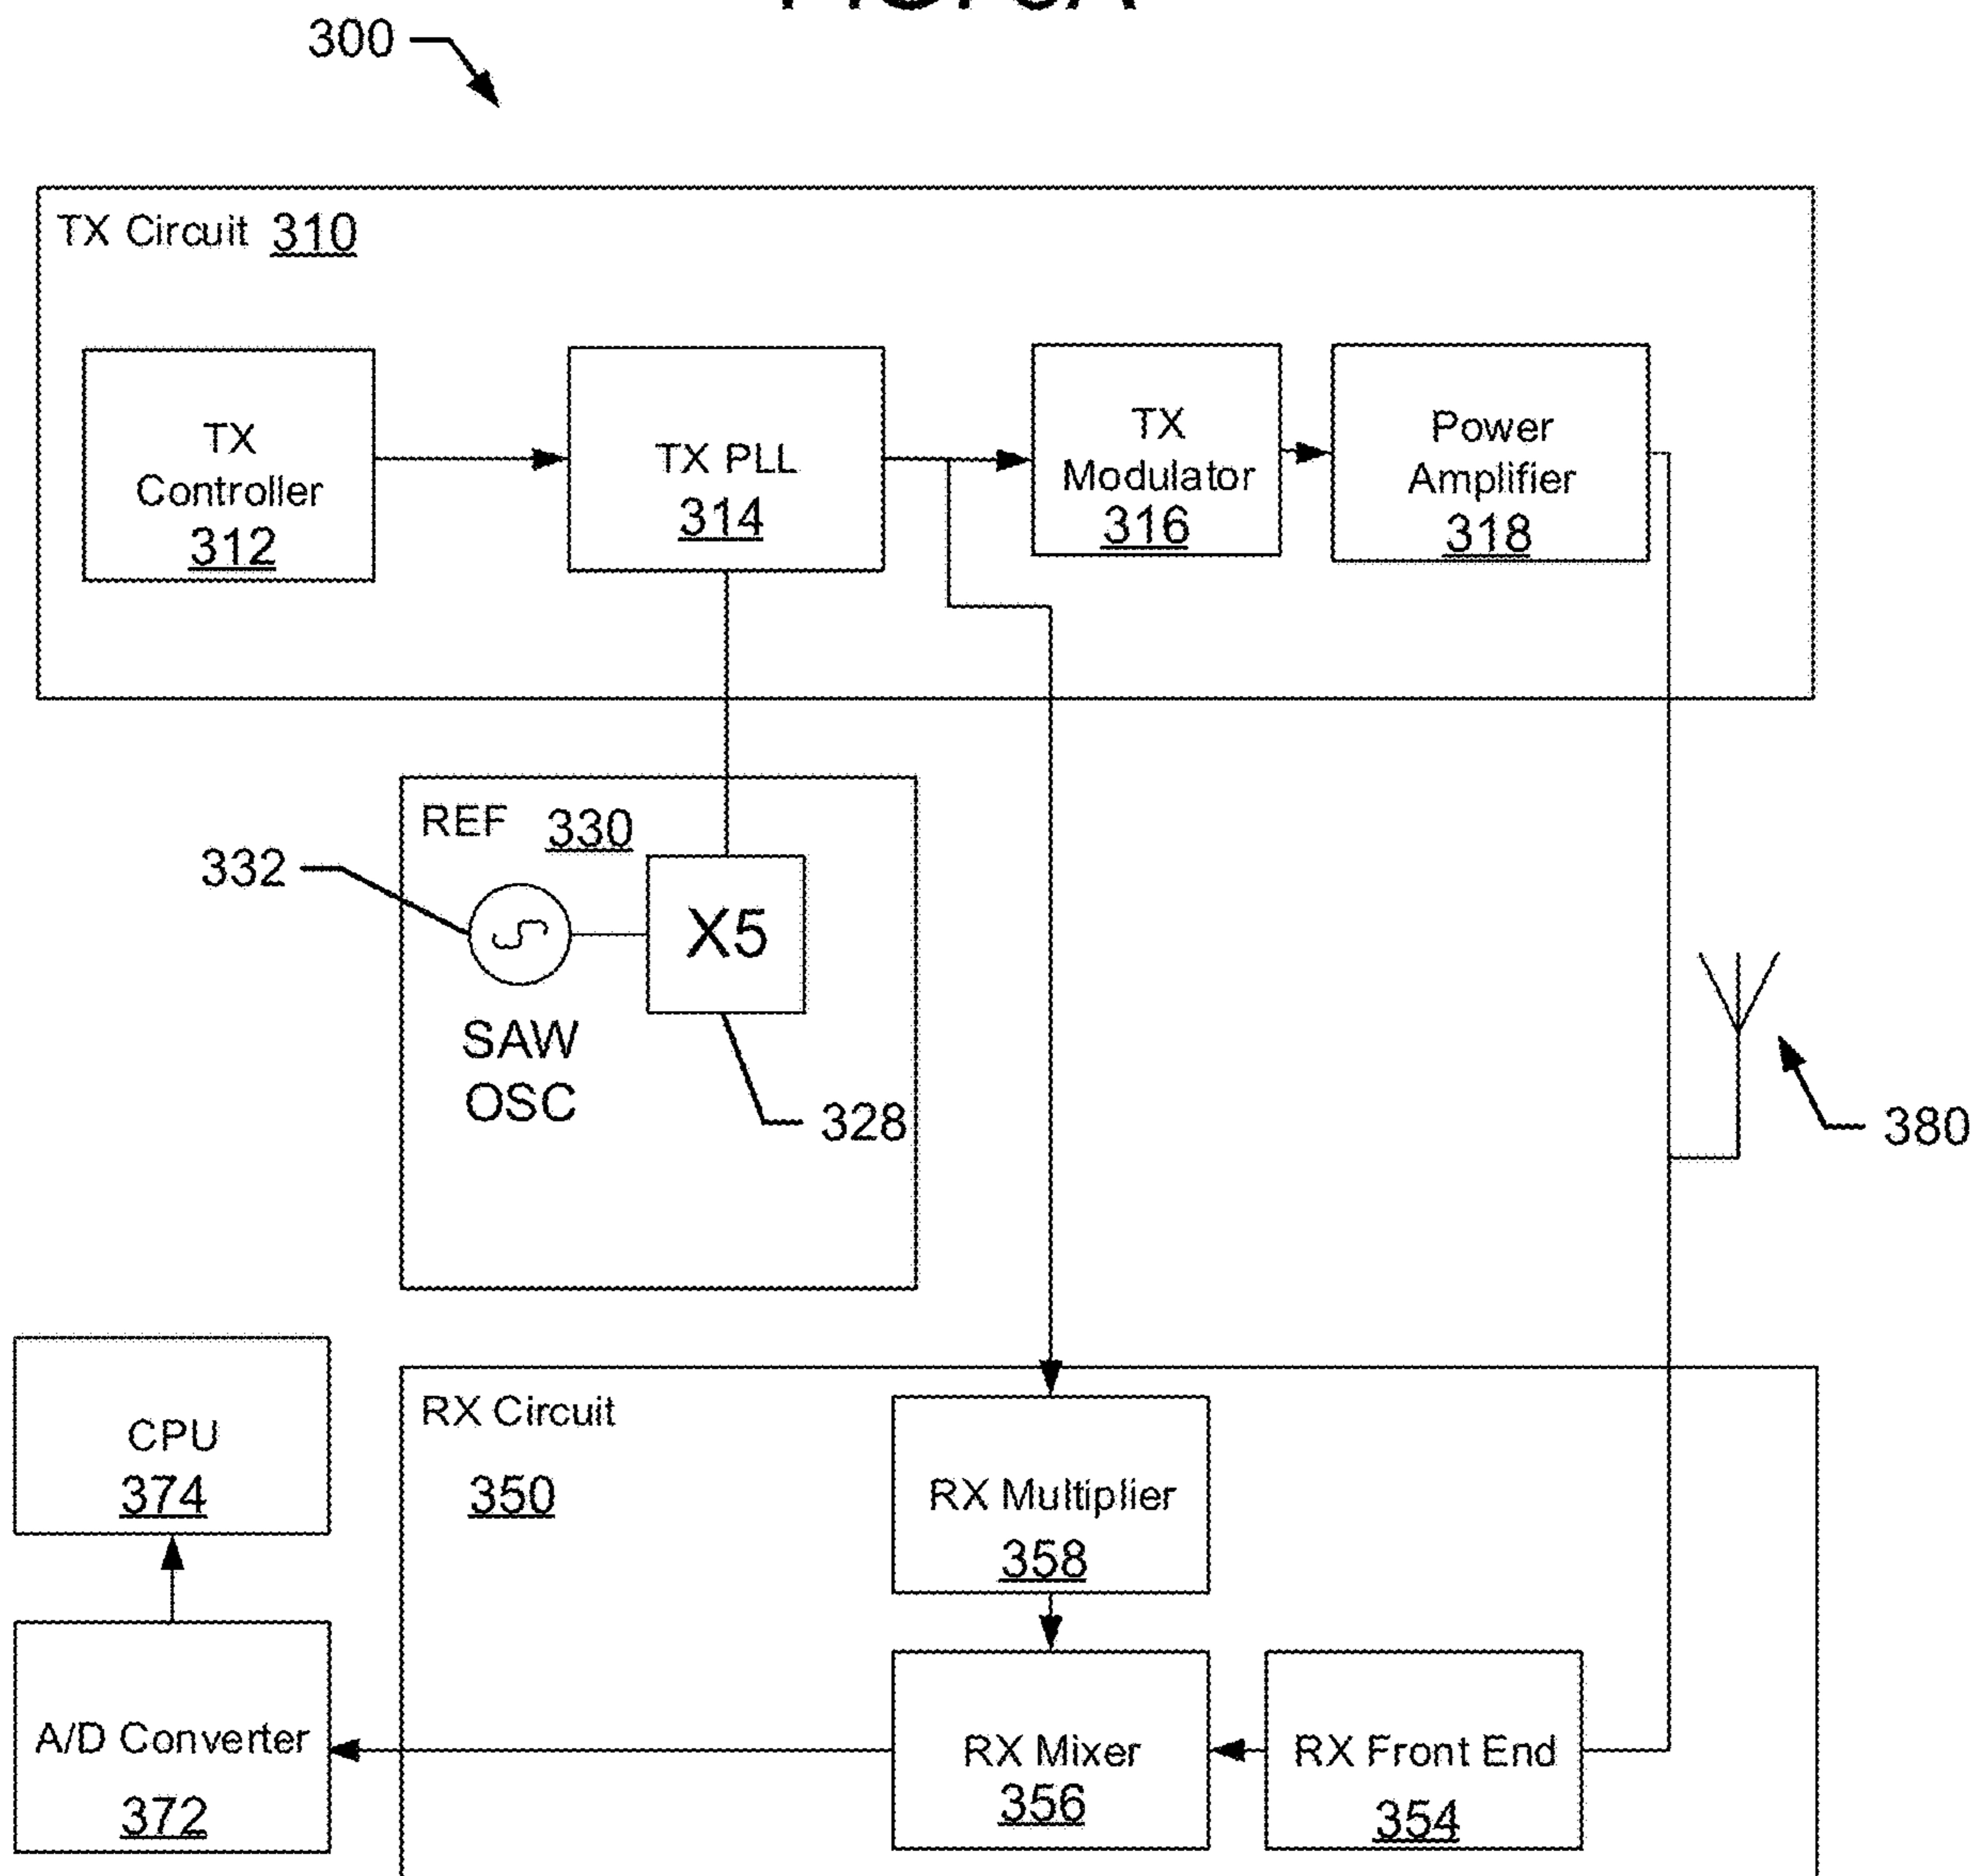 300
TX Circuit 310
TX
Controller
312
TX PLL
314
TX
Modulator
316
Power
Amplifier
318
REF 330
332
X5
SAW
OSC
328
380
CPU
374
RX Circuit
350
RX Multiplier
358
A/D Converter
372
RX Mixer
356
RX Front End
354